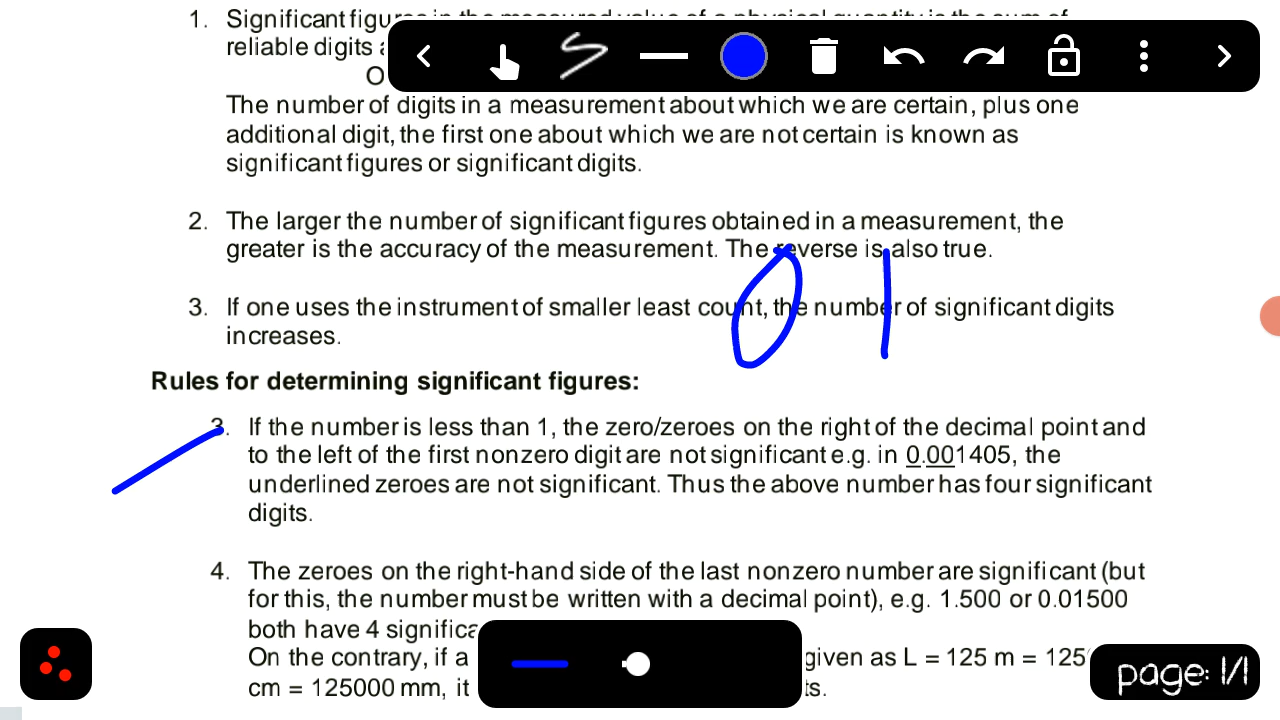 1. Significant figures in the measured value of a physical quantity is the sum of
reliable digits
O
The number of digits in a measurement about which we are certain, plus one
additional digit, the first one about which we are not certain is known as
significant figures or significant digits.
2. The larger the number of significant figures obtained in a measurement, the
greater is the accuracy of the measurement. The reverse is also true.
0 1
3. If one uses the instrument of smaller least count, the number of significant digits
increases.
Rules for determining significant figures:
3. If the number is less than 1, the zero/zeroes on the right of the decimal point and
to the left of the first nonzero digit are not significant e.g. in 0.001405, the
underlined zeroes are not significant. Thus the above number has four significant
digits.
4. The zeroes on the right-hand side of the last nonzero number are significant (but
for this, the number must be written with a decimal point), e.g. 1.500 or 0.01500
both have 4
On the contrary, if a given as L = 125 m = 125
cm = 125000 mm, it
page: 1/1